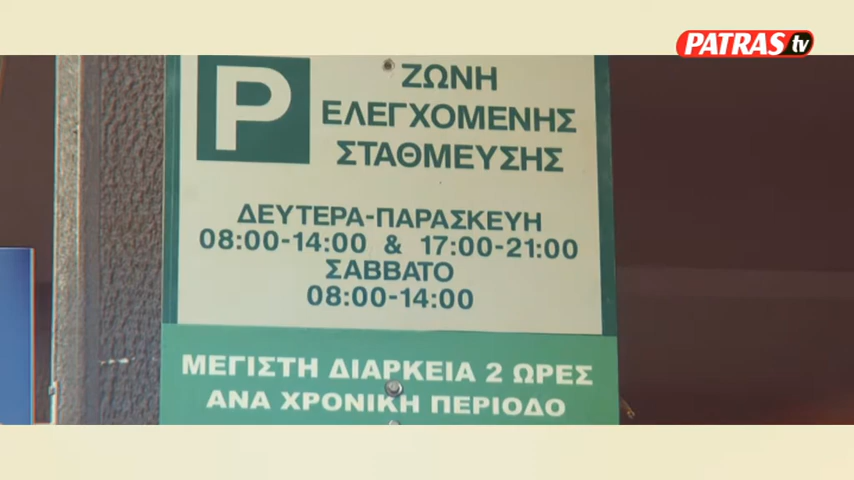 PATRAS tv
P
ΖΩΝΗ
ΕΛΕΓΧΟΜΕΝΗΣ
ΣΤΑΘΜΕΥΣΗΣ
ΔΕΥΤΕΡΑ-ΠΑΡΑΣΚΕΥΗ
08:00-14:00 & 17:00-21:00
ΣΑΒΒΑΤΟ
08:00-14:00
ΜΕΓΙΣΤΗ ΔΙΑΡΚΕΙΑ 2 ΩΡΕΣ
ΑΝΑ ΧΡΟΝΙΚΗ ΠΕΡΙΟΔΟ